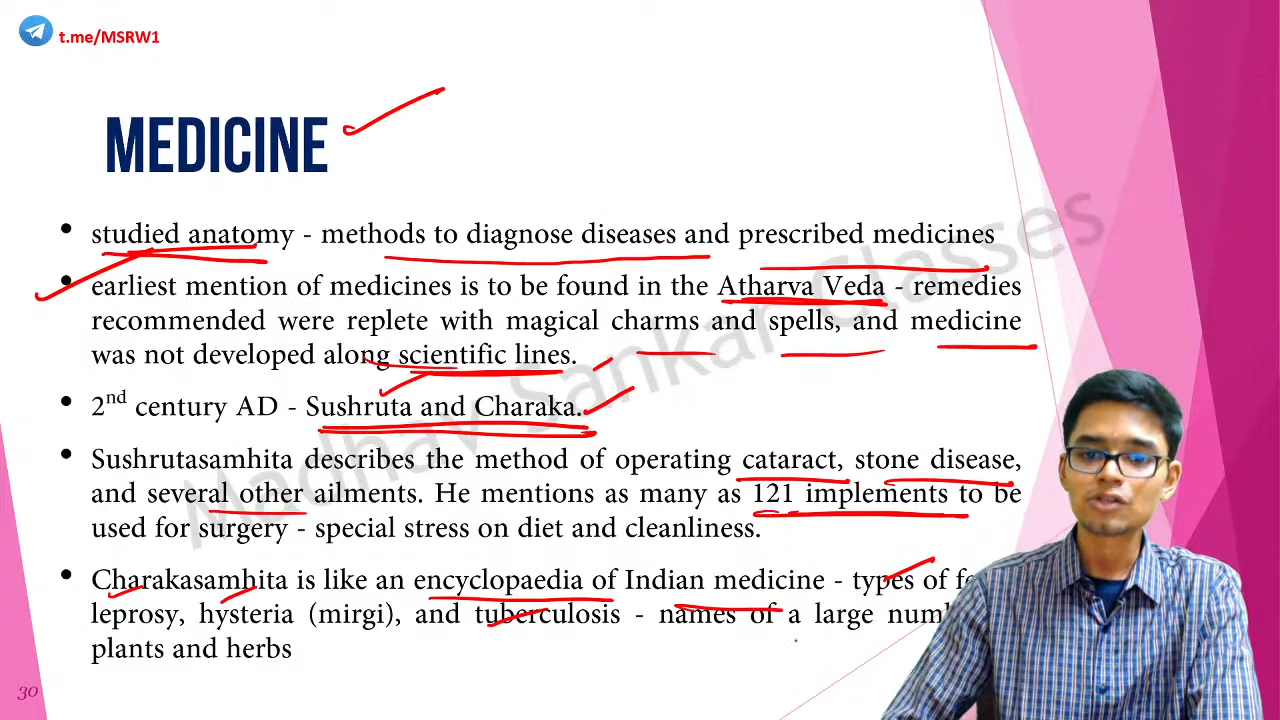 t.me/MSRW1
MEDICINE
• studied anatomy - methods to diagnose diseases and prescribed medicines
• earliest mention of medicines is to be found in the Atharva Veda - remedies
recommended were replete with magical charms and spells, and medicine
was not developed along scientific lines.
• 2nd century AD - Sushruta and Charaka.
• Sushrutasamhita describes the method of operating cataract, stone disease,
and several other ailments. He mentions as many as 121 implements to be
used for surgery - special stress on diet and cleanliness.
• Charakasamhita is like an encyclopaedia of Indian medicine - types of
leprosy, hysteria (mirgi), and tuberculosis - names of a large
plants and herbs
Madhav Sankar Classes
30